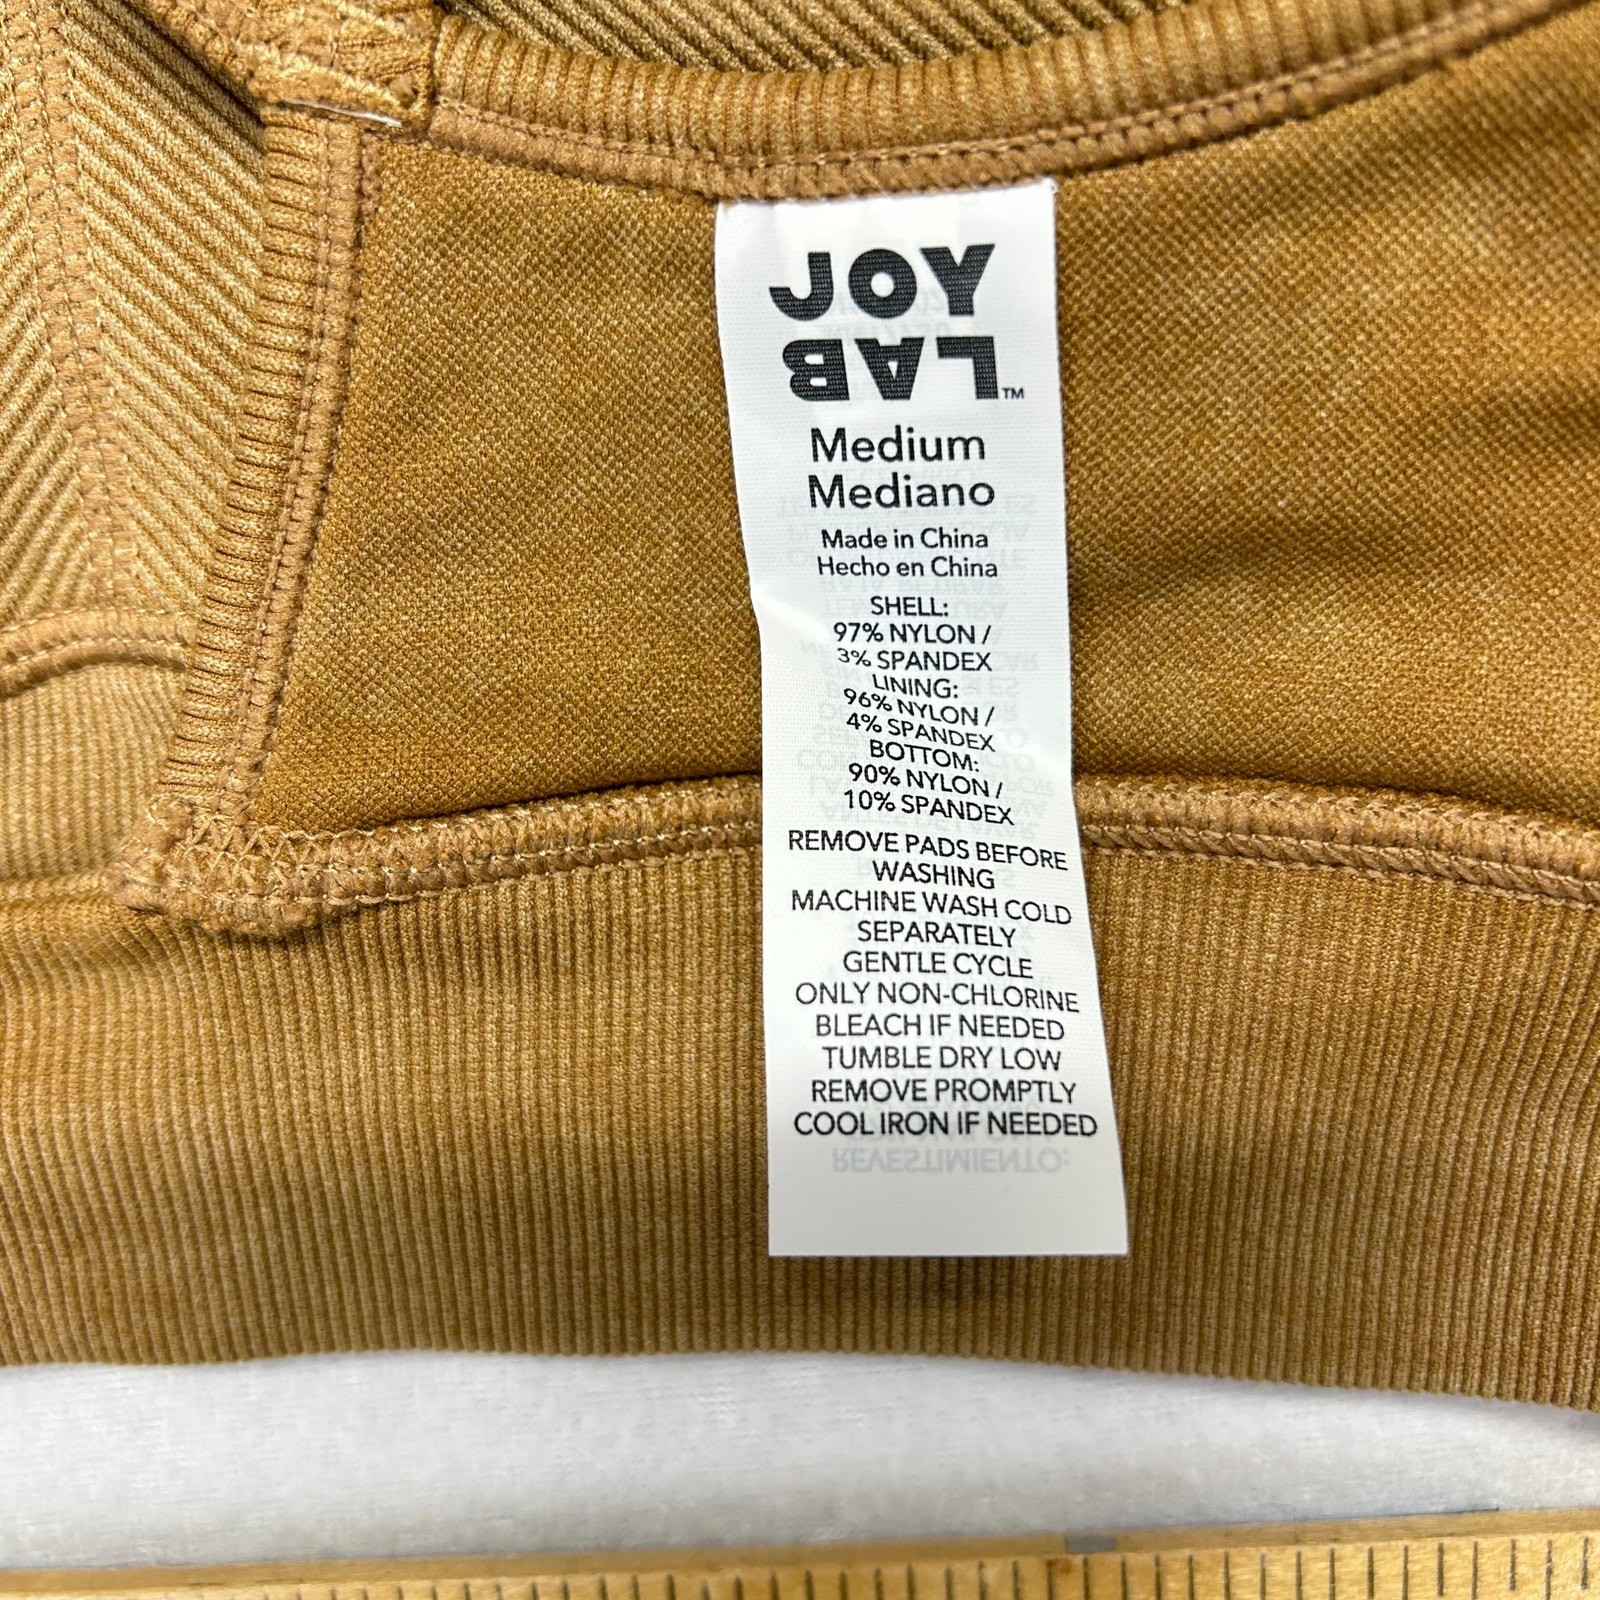 JOY
LAB™
Medium
Mediano
Made in China
Hecho en China
SHELL:
97% NYLON /
3% SPANDEX
LINING:
96% NYLON /
4% SPANDEX
BOTTOM:
90% NYLON /
10% SPANDEX
REMOVE PADS BEFORE
WASHING
MACHINE WASH COLD
SEPARATELY
GENTLE CYCLE
ONLY NON-CHLORINE
BLEACH IF NEEDED
TUMBLE DRY LOW
REMOVE PROMPTLY
COOL IRON IF NEEDED
REVESTIMIENTO: